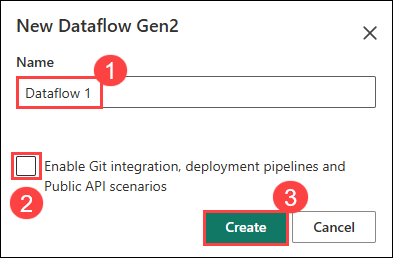 New Dataflow Gen2
Name
1
Dataflow 1
Enable Git integration, deployment pipelines and
Public API scenarios
2
3
Create
Cancel